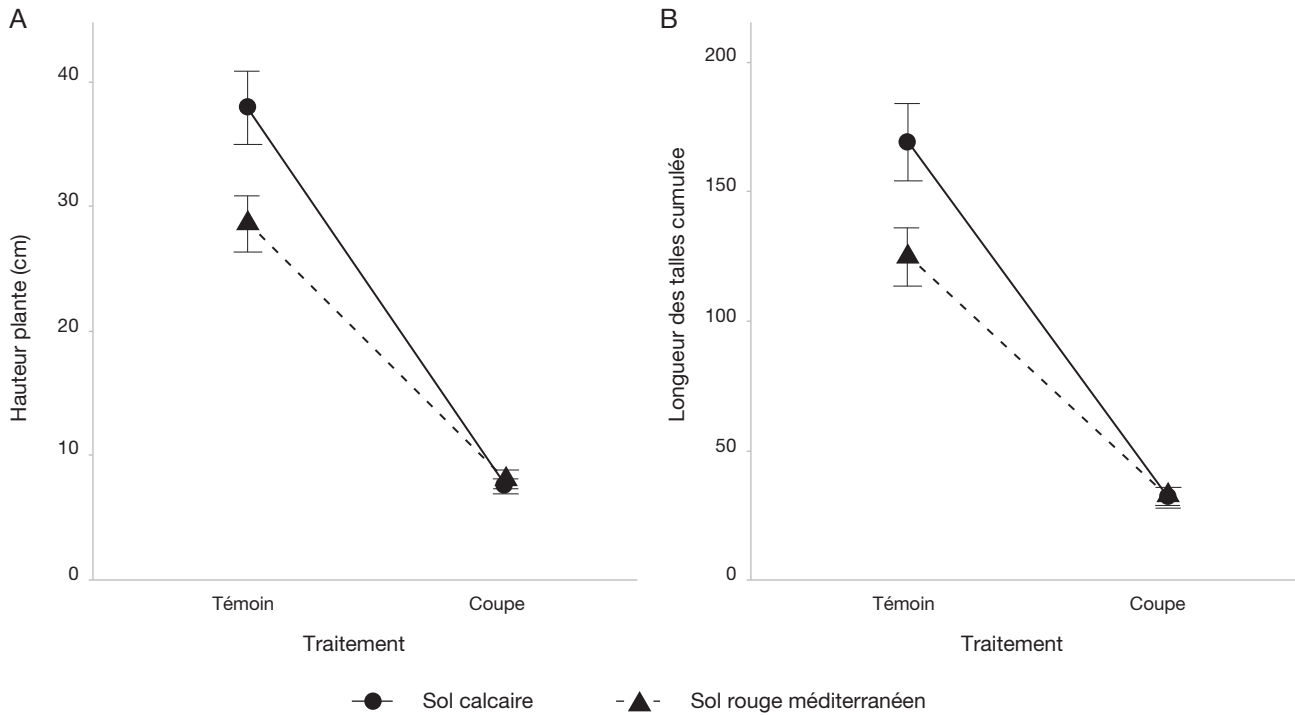 A
Hauteur plante (cm)
40
30
20
10
0
Témoin
Coupe
Traitement
B
Longueur des talles cumulée
200
150
100
50
0
Témoin
Coupe
Traitement
Sol calcaire
Sol rouge méditerranéen